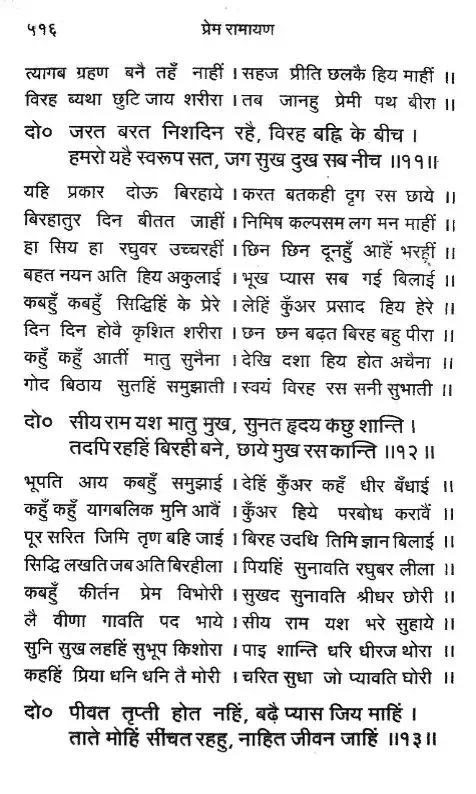 ५१६ प्रेम रामायण
त्यागब ग्रहण बनै तहँ नाहीं । सहज प्रीति छलकै हिय माहीं ॥
विरह ब्यथा छुटि जाय शरीरा । तब जानहु प्रेमी पथ बीरा ॥
दो० जरत बरत निशदिन रहै, विरह बह्नि के बीच ।
हमरो यहै स्वरूप सत, जग सुख दुख सब नीच ॥११॥
यहि प्रकार दोऊ बिरहाये । करत बतकही दृग रस छाये ॥
बिरहातुर दिन बीतत जाहीं । निमिष कल्पसम लग मन माहीं ॥
हा सिय हा रघुवर उच्चरहीं । छिन छिन दूनहुँ आहैं भरहीं ॥
बहत नयन अति हिय अकुलाई । भूख प्यास सब गई बिलाई ॥
कबहुँ कबहुँ सिद्धिहिं के प्रेरे । लेहिं कुँअर प्रसाद हिय हेरे ॥
दिन दिन होवै कृशित शरीरा । छन छन बढ़त बिरह बहु पीरा ॥
कहुँ कहुँ आतीं मातु सुनैना । देखि दशा हिय होत अचैना ॥
गोद बिठाय सुतहिं समुझाती । स्वयं विरह रस सनी सुभाती ॥
दो० सीय राम यश मातु मुख, सुनत हृदय कछु शान्ति ।
तदपि रहहिं बिरही बने, छाये मुख रस कान्ति ॥१२॥
भूपति आय कबहुँ समुझाई । देहिं कुँअर कहँ धीर बँधाई ॥
कहुँ कहुँ यागबलिक मुनि आवैं । कुँअर हिये परबोध करावैं ॥
पूर सरित जिमि तृण बहि जाई । बिरह उदधि तिमि ज्ञान बिलाई ॥
सिद्धि लखति जब अति बिरहीला । पियहिं सुनावति रघुबर लीला ॥
कबहुँ कीर्तन प्रेम विभोरी । सुखद सुनावति श्रीधर छोरी ॥
लै वीणा गावति पद भाये । सीय राम यश भरे सुहाये ॥
सुनि सुख लहहिं सुभूप किशोरा । पाइ शान्ति धरि धीरज थोरा ॥
कहहिं प्रिया धनि धनि तै मोरी । चरित सुधा जो प्यावति घोरी ॥
दो० पीवत तृप्ती होत नहिं, बढ़ै प्यास जिय माहिं ।
ताते मोहिं सींचत रहहु, नाहित जीवन जाहिं ॥१३॥